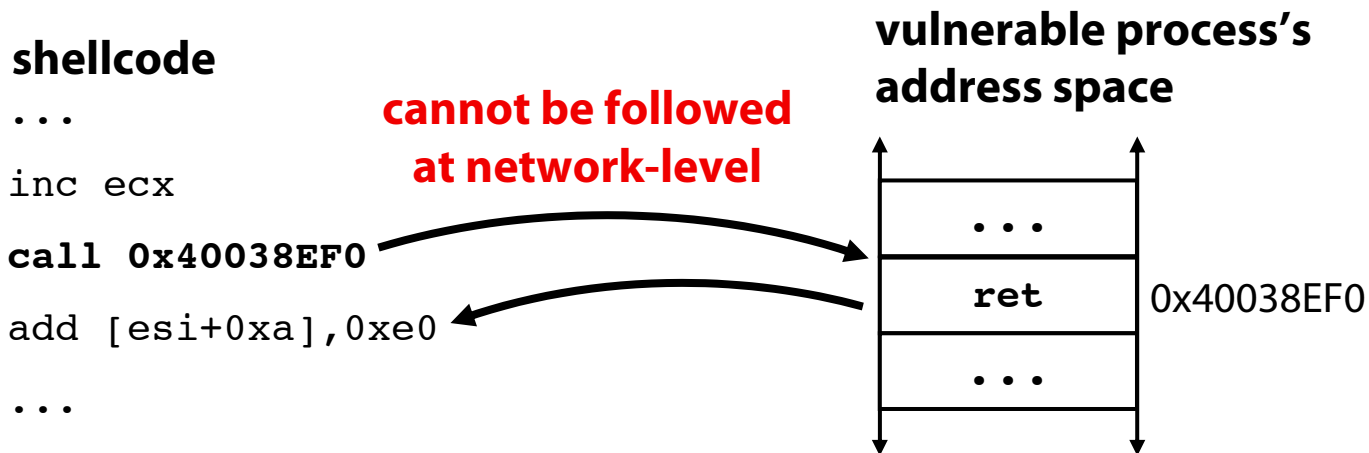 shellcode
...
inc ecx
call 0x40038EF0
add [esi+0xa],0xe0
...
cannot be followed
at network-level
vulnerable process’s
address space
...
ret
0x40038EF0
...